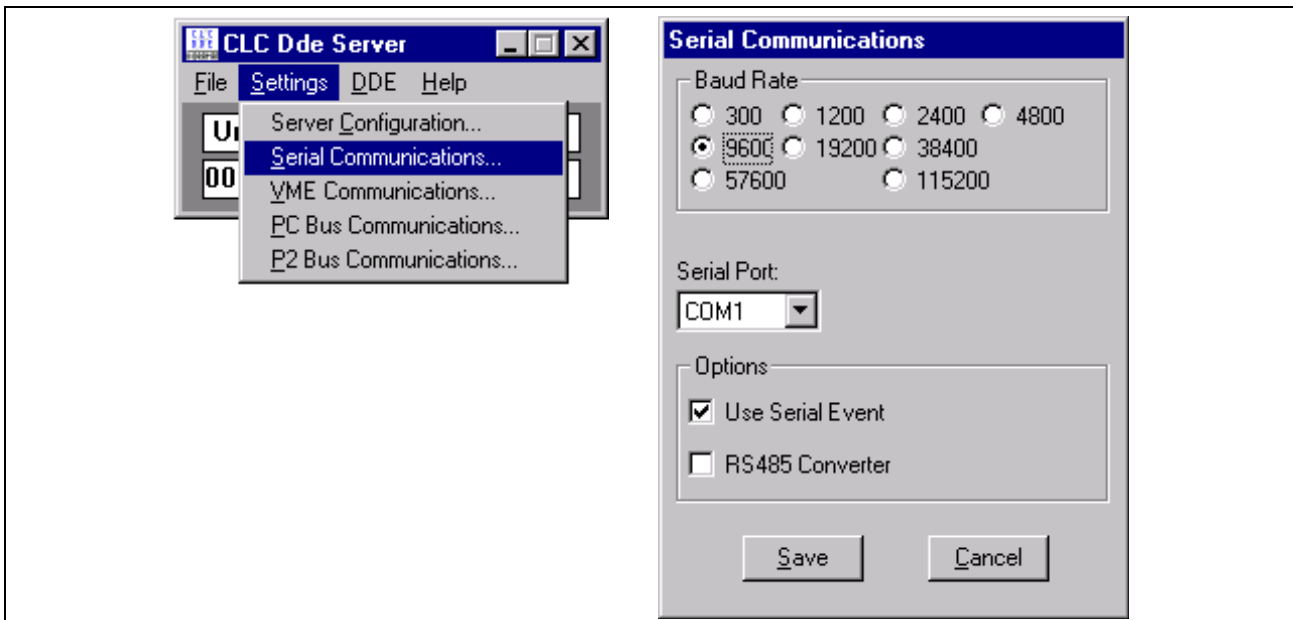 CLC Dde Server
File Settings DDE Help
Server Configuration...
Serial Communications...
00
VME Communications...
PC Bus Communications...
P2 Bus Communications...
Serial Communications
Baud Rate
300 1200 2400 4800
9600 19200 38400
57600 115200
Serial Port:
COM1
Options
Use Serial Event
RS485 Converter
Save Cancel